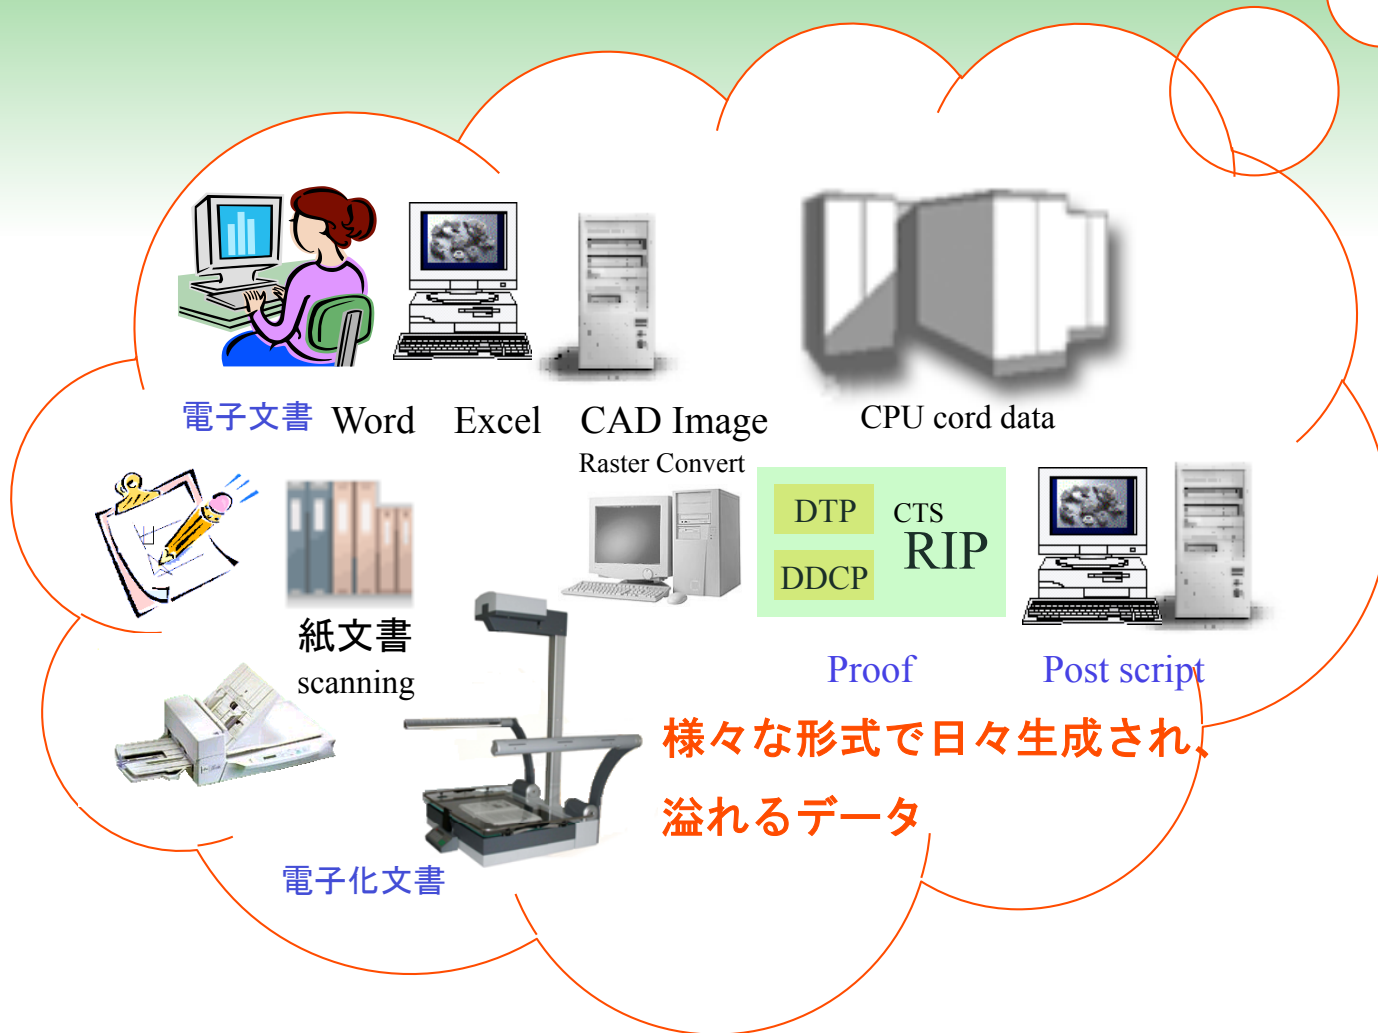 電子文書 Word Excel CAD Image
CPU cord data
Raster Convert
DTP
CTS
RIP
DDCP
紙文書
scanning
Proof
Post script
様々な形式で日々生成され、
溢れるデータ
電子化文書